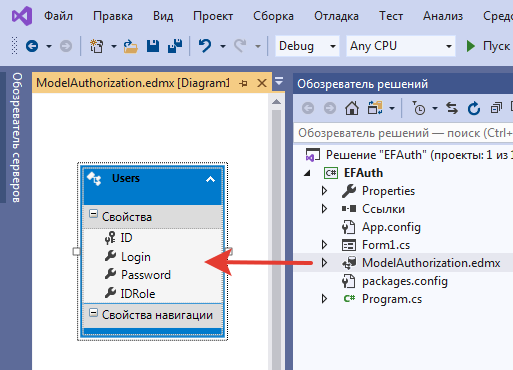 Файл Правка Вид Проект Сборка Отладка Тест Анализ
Debug Any CPU Пуск
Обозреватель серверов
ModelAuthorization.edmx [Diagram1
Users
Свойства
ID
Login
Password
IDRole
Свойства навигации
Обозреватель решений
Обозреватель решений — поиск (Ctrl+
Решение "EFAuth" (проекты: 1 из 1
EFAuth
Properties
Ссылки
App.config
Form1.cs
ModelAuthorization.edmx
packages.config
Program.cs